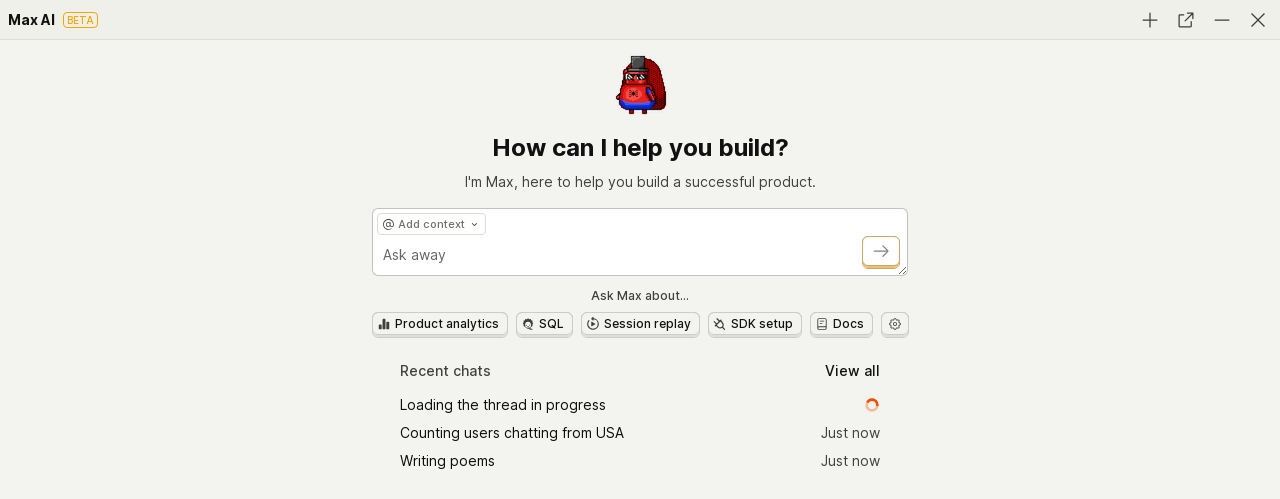 Max AI BETA
How can I help you build?
I'm Max, here to help you build a successful product.
@ Add context
Ask away
Ask Max about...
Product analytics SQL Session replay SDK setup Docs
Recent chats View all
Loading the thread in progress
Counting users chatting from USA Just now
Writing poems Just now